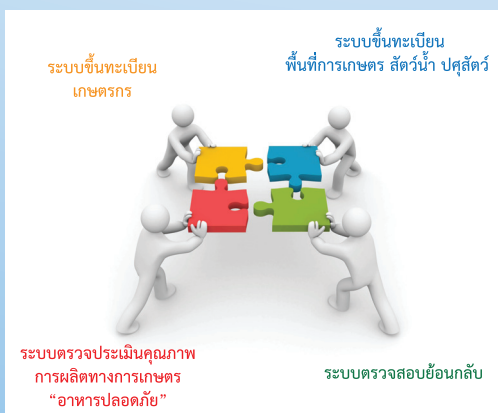 ระบบขึ้นทะเบียน
เกษตรกร
ระบบขึ้นทะเบียน
พื้นที่การเกษตร สัตว์น้ำ ปศุสัตว์
ระบบตรวจประเมินคุณภาพ
การผลิตทางการเกษตร
“อาหารปลอดภัย”
ระบบตรวจสอบย้อนกลับ